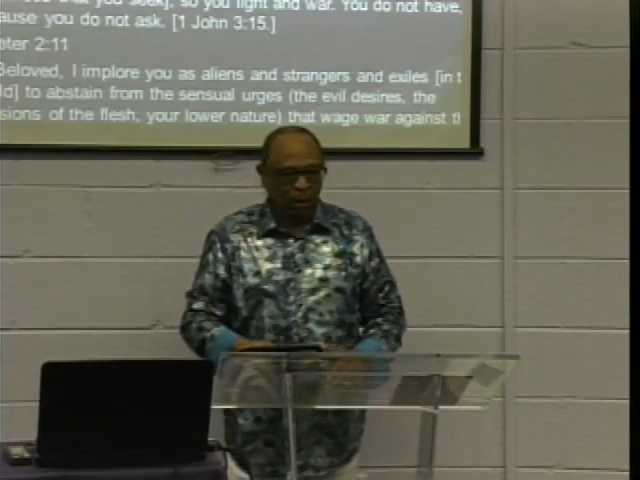 that you seek], so you fight and war. You do not have,
ause you do not ask. [1 John 3:15.]
ter 2:11
Beloved, I implore you as aliens and strangers and exiles [in t
ld] to abstain from the sensual urges (the evil desires, the
sions of the flesh, your lower nature) that wage war against tl